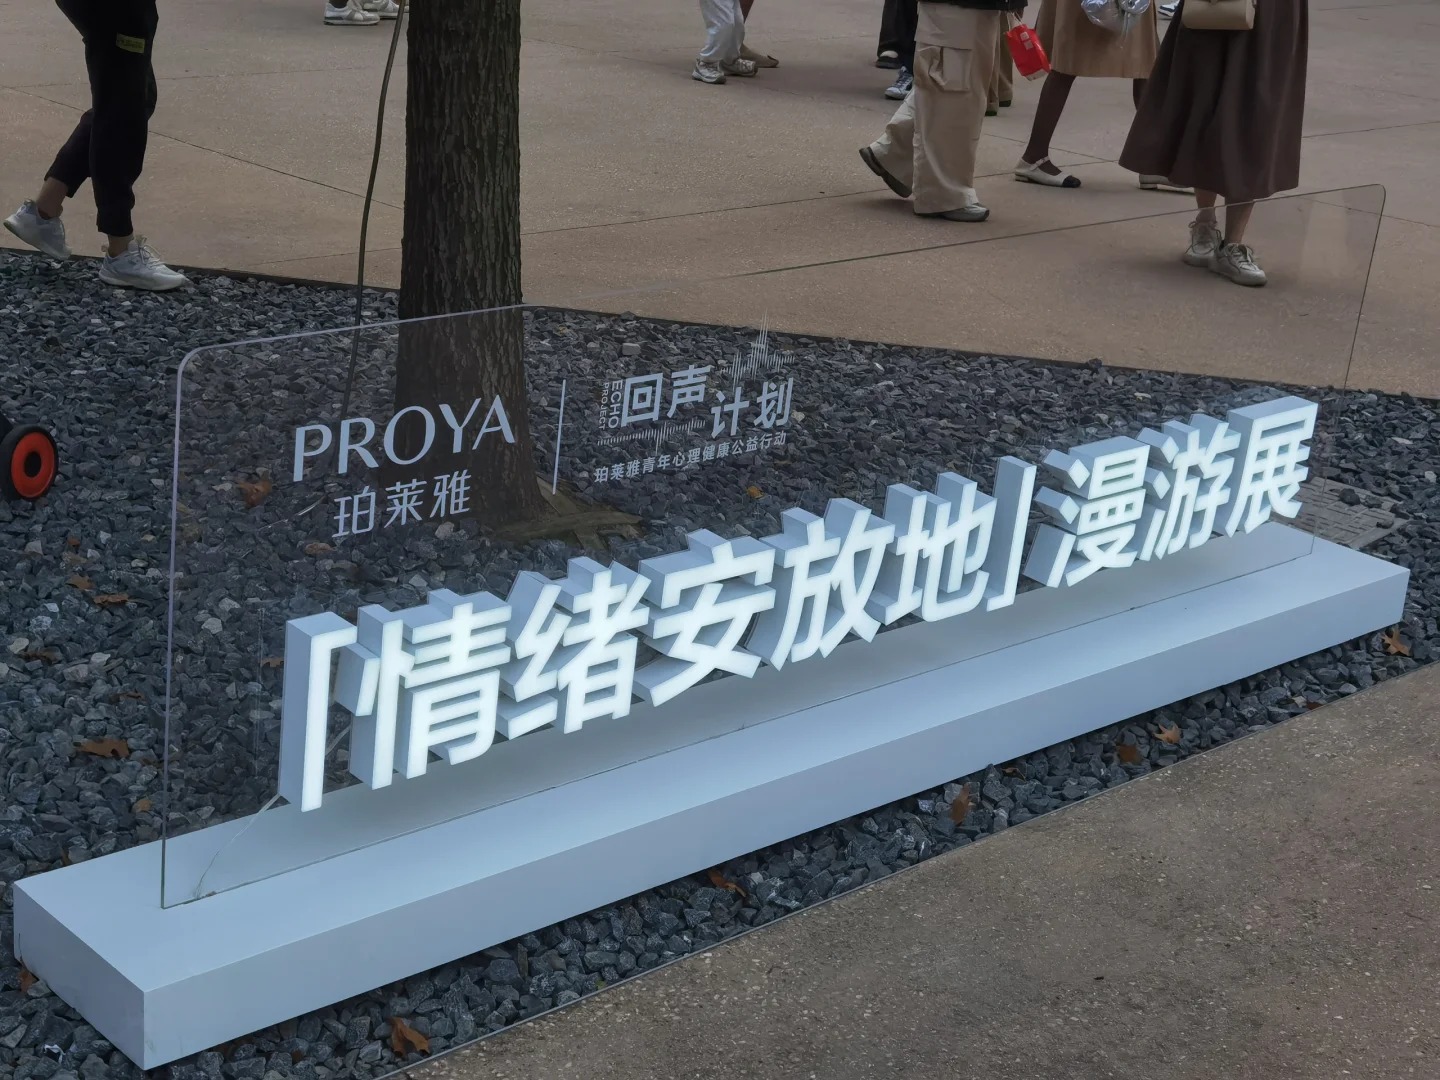 PROYA
珀莱雅
ECHO
PROJECT
回声
计划
珀莱雅青年心理健康公益行动
「情绪安放地」漫游展